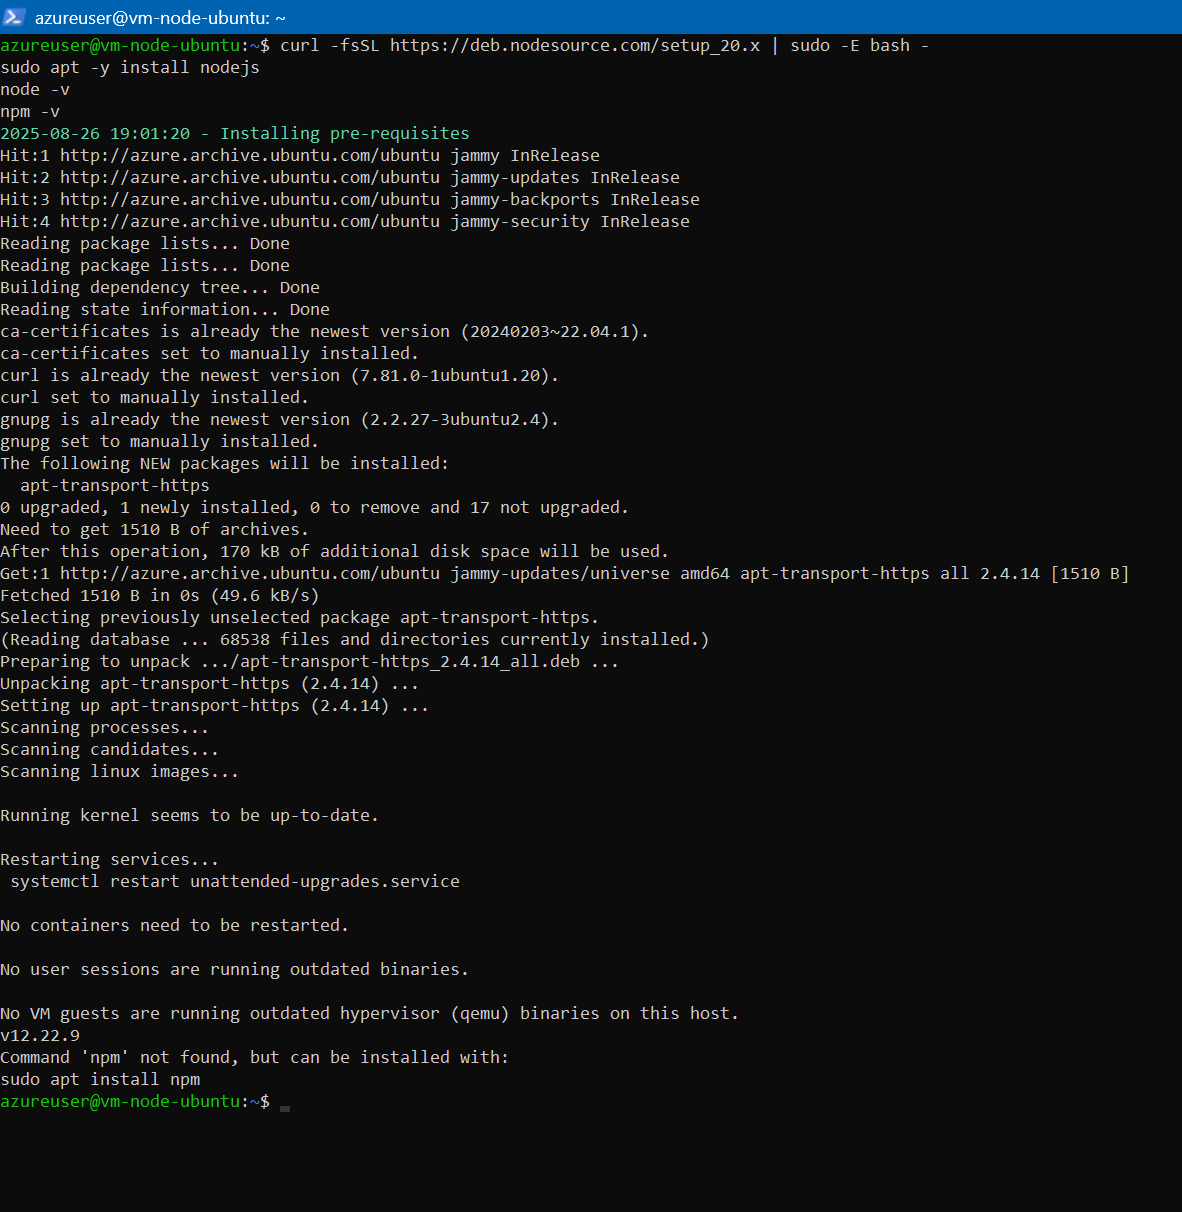 azureuser@vm-node-ubuntu: ~
azureuser@vm-node-ubuntu:~$ curl -fsSL https://deb.nodesource.com/setup_20.x | sudo -E bash -
sudo apt -y install nodejs
node -v
npm -v
2025-08-26 19:01:20 - Installing pre-requisites
Hit:1 http://azure.archive.ubuntu.com/ubuntu jammy InRelease
Hit:2 http://azure.archive.ubuntu.com/ubuntu jammy-updates InRelease
Hit:3 http://azure.archive.ubuntu.com/ubuntu jammy-backports InRelease
Hit:4 http://azure.archive.ubuntu.com/ubuntu jammy-security InRelease
Reading package lists... Done
Reading package lists... Done
Building dependency tree... Done
Reading state information... Done
ca-certificates is already the newest version (20240203~22.04.1).
ca-certificates set to manually installed.
curl is already the newest version (7.81.0-1ubuntu1.20).
curl set to manually installed.
gnupg is already the newest version (2.2.27-3ubuntu2.4).
gnupg set to manually installed.
The following NEW packages will be installed:
  apt-transport-https
0 upgraded, 1 newly installed, 0 to remove and 17 not upgraded.
Need to get 1510 B of archives.
After this operation, 170 kB of additional disk space will be used.
Get:1 http://azure.archive.ubuntu.com/ubuntu jammy-updates/universe amd64 apt-transport-https all 2.4.14 [1510 B]
Fetched 1510 B in 0s (49.6 kB/s)
Selecting previously unselected package apt-transport-https.
(Reading database ... 68538 files and directories currently installed.)
Preparing to unpack .../apt-transport-https_2.4.14_all.deb ...
Unpacking apt-transport-https (2.4.14) ...
Setting up apt-transport-https (2.4.14) ...
Scanning processes...
Scanning candidates...
Scanning linux images...
Running kernel seems to be up-to-date.
Restarting services...
 systemctl restart unattended-upgrades.service
No containers need to be restarted.
No user sessions are running outdated binaries.
No VM guests are running outdated hypervisor (qemu) binaries on this host.
v12.22.9
Command 'npm' not found, but can be installed with:
sudo apt install npm
azureuser@vm-node-ubuntu:~$